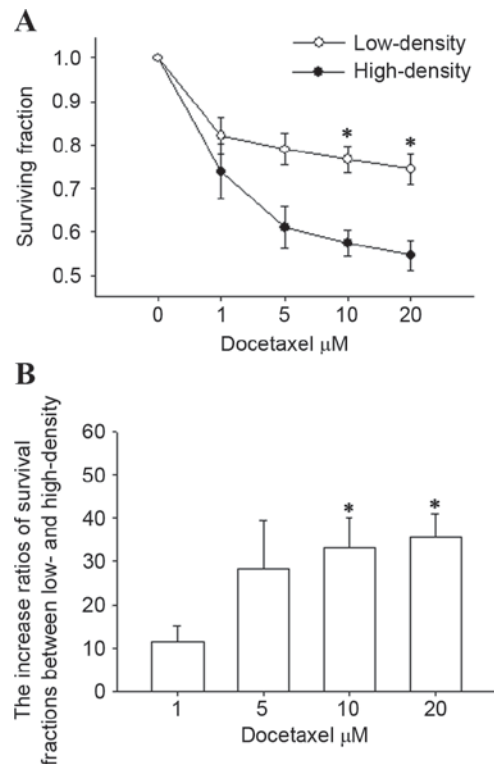 A
Low-density
High-density
Surviving fraction
1.0
0.9
0.8
0.7
0.6
0.5
* *
0 1 5 10 20
Docetaxel μM
B
The increase ratios of survival
fractions between low- and high-density
60
50
40
30
20
10
0
* *
1 5 10 20
Docetaxel μM